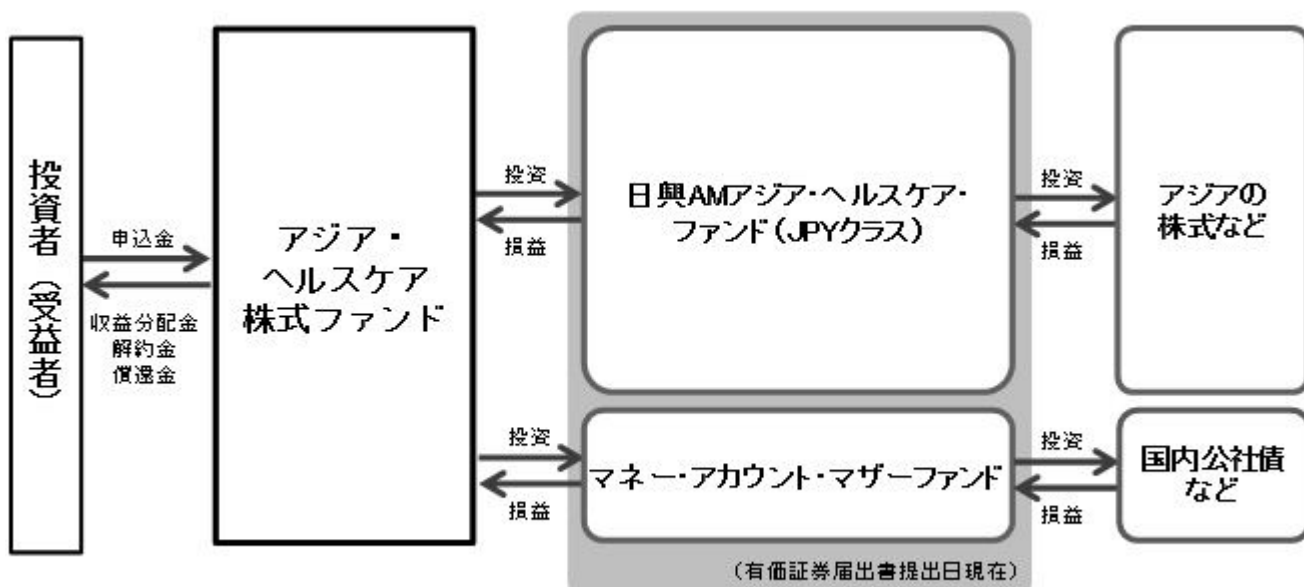 投資者（受益者）
申込金
収益分配金
解約金
償還金
アジア・
ヘルスケア
株式ファンド
投資
損益
日興AMアジア・ヘルスケア・
ファンド（JPYクラス）
投資
損益
アジアの
株式など
投資
損益
マネー・アカウント・マザーファンド
投資
損益
国内公社債
など
（有価証券届出書提出日現在）